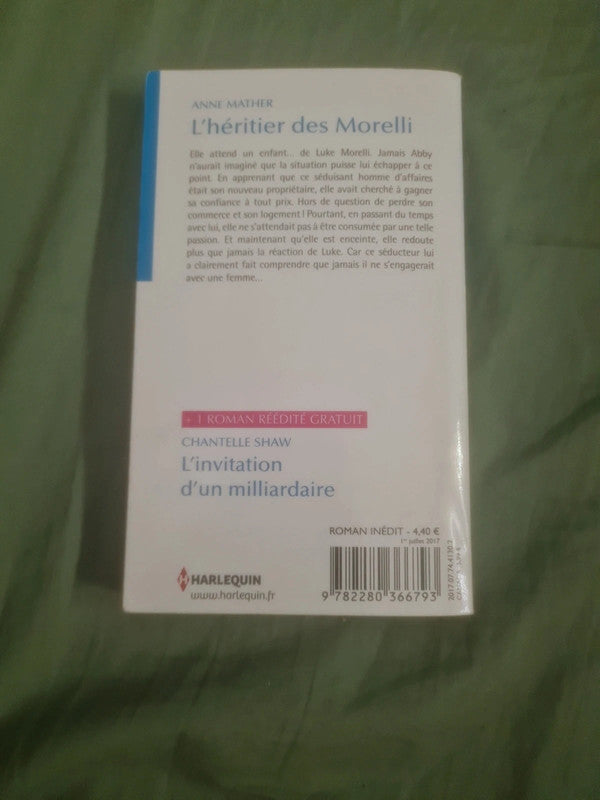 ANNE MATHER
L'héritier des Morelli
Elle attend un enfant... de Luke Morelli. Jamais Abby
n'aurait imaginé que la situation puisse lui échapper à ce
point. En apprenant que ce séduisant homme d'affaires
était son nouveau propriétaire, elle avait cherché à gagner
sa confiance à tout prix. Hors de question de perdre son
commerce et son logement ! Pourtant, en passant du temps
avec lui, elle ne s'attendait pas à être consumée par une telle
passion. Et maintenant qu'elle est enceinte, elle redoute
plus que jamais la réaction de Luke. Car ce séducteur lui
a clairement fait comprendre que jamais il ne s'engagerait
avec une femme...
+ 1 ROMAN RÉÉDITÉ GRATUIT
CHANTELLE SHAW
L'invitation
d'un milliardaire
ROMAN INÉDIT - 4,40 €
1er juillet 2017
HARLEQUIN
www.harlequin.fr
9 782280 366793
2017.07.74.4130.2